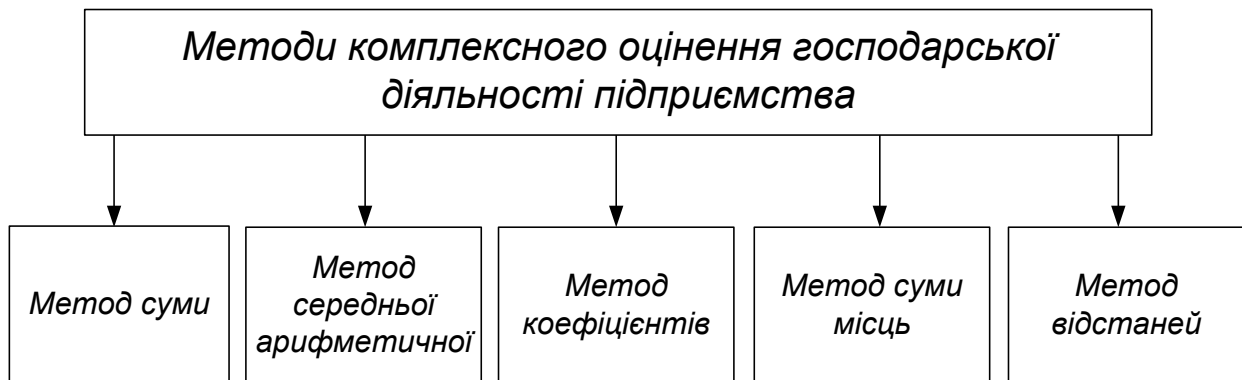 Методи комплексного оцінення господарської
діяльності підприємства
Метод суми
Метод
середньої
арифметичної
Метод
коефіцієнтів
Метод суми
місць
Метод
відстаней